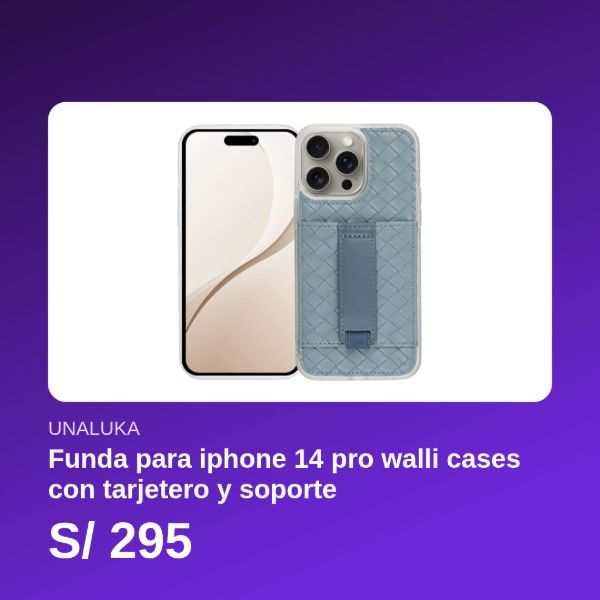 UNALUKA
Funda para iphone 14 pro walli cases
con tarjetero y soporte
S/ 295